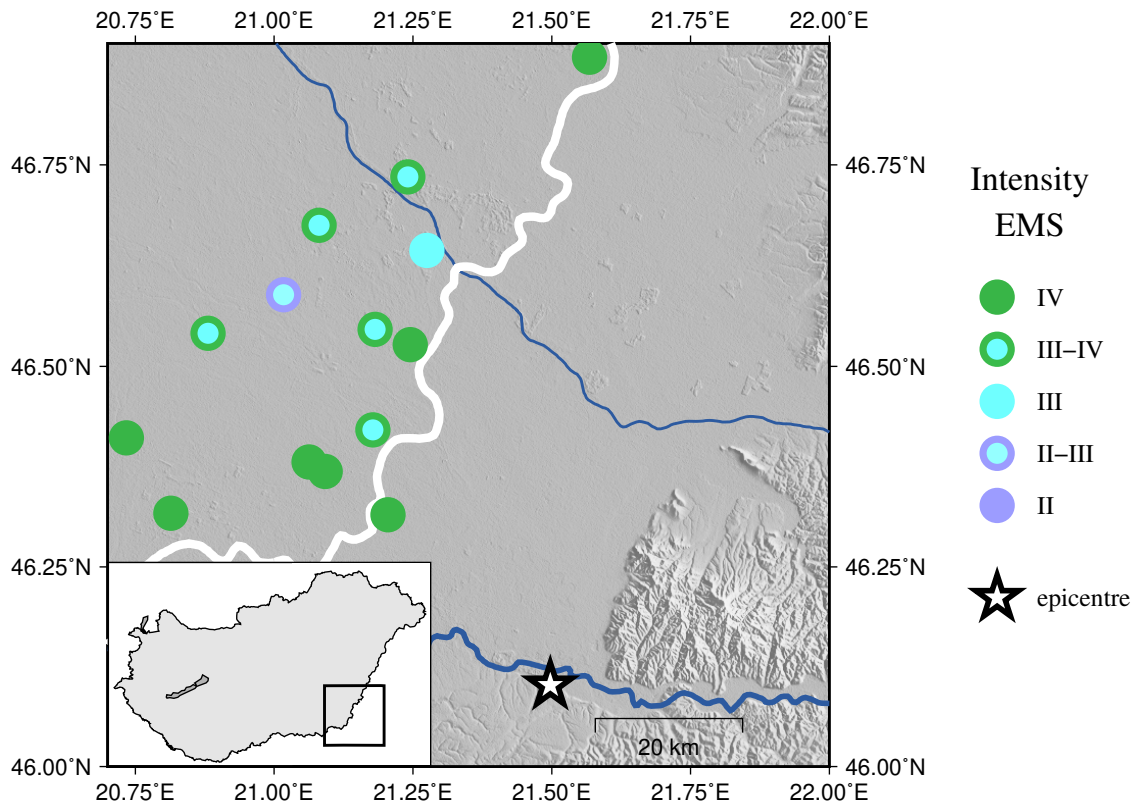 20.75˚E 21.00˚E 21.25˚E 21.50˚E 21.75˚E 22.00˚E
46.75˚N 46.75˚N
46.50˚N 46.50˚N
46.25˚N 46.25˚N
46.00˚N 46.00˚N
20 km
20.75˚E 21.00˚E 21.25˚E 21.50˚E 21.75˚E 22.00˚E
Intensity
EMS
IV
III–IV
III
II–III
II
epicentre